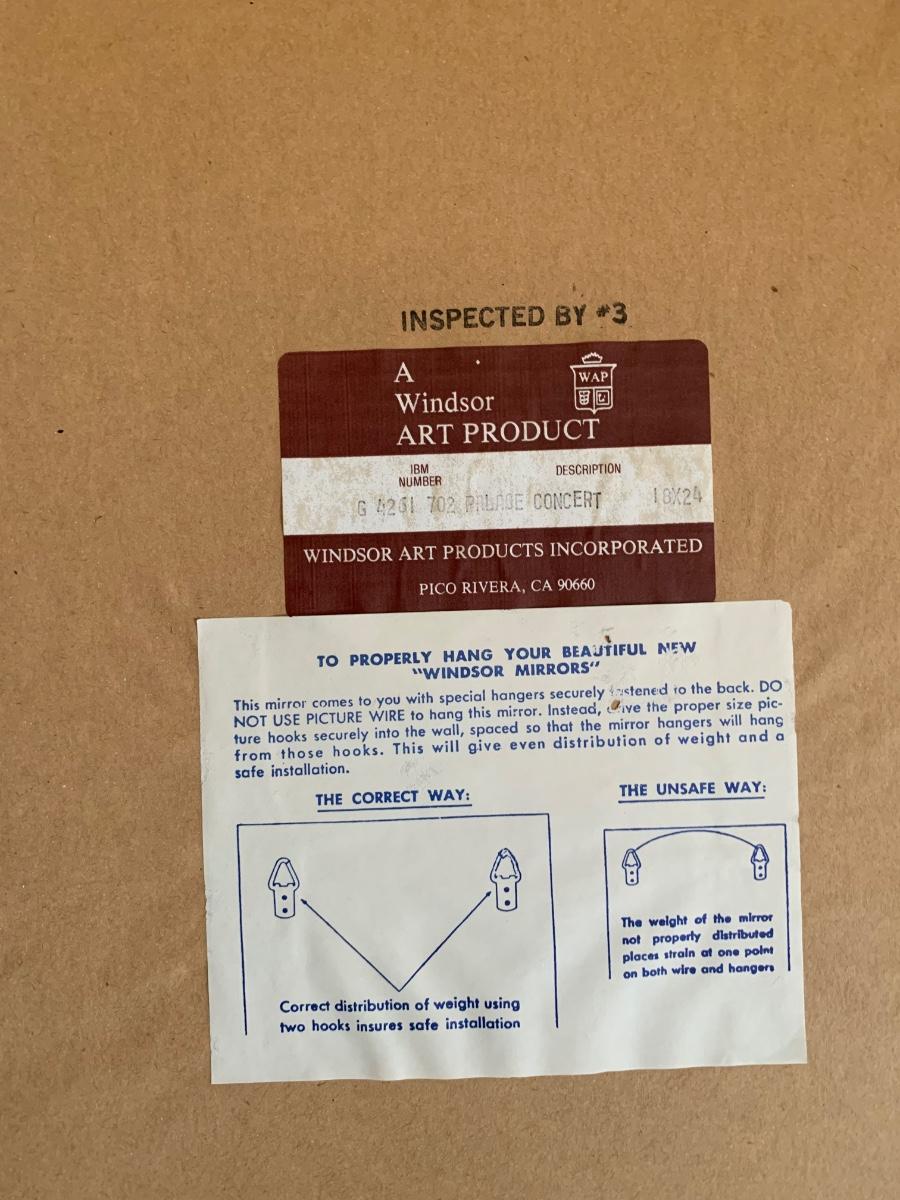 INSPECTED BY #3
A
Windsor
ART PRODUCT
WAP
IBM
NUMBER
DESCRIPTION
G 4261 702 PALACE CONCERT 18X24
WINDSOR ART PRODUCTS INCORPORATED
PICO RIVERA, CA 90660
TO PROPERLY HANG YOUR BEAUTIFUL NEW
"WINDSOR MIRRORS"
This mirror comes to you with special hangers securely fastened to the back. DO
NOT USE PICTURE WIRE to hang this mirror. Instead, drive the proper size pic-
ture hooks securely into the wall, spaced so that the mirror hangers will hang
from those hooks. This will give even distribution of weight and a
safe installation.
THE CORRECT WAY:
Correct distribution of weight using
two hooks insures safe installation
THE UNSAFE WAY:
The weight of the mirror
not properly distributed
places strain at one point
on both wire and hangers